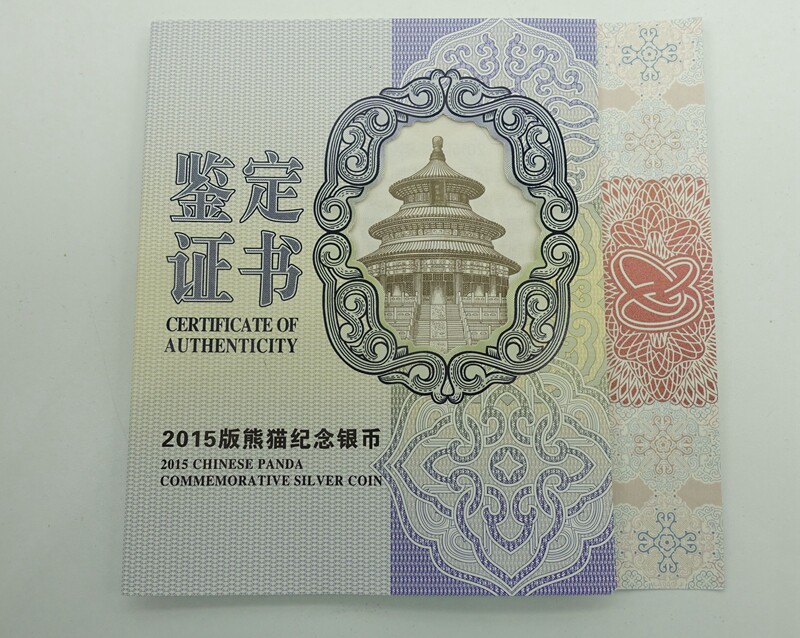 鉴定
证书
CERTIFICATE OF
AUTHENTICITY
2015版熊猫纪念银币
2015 CHINESE PANDA
COMMEMORATIVE SILVER COIN